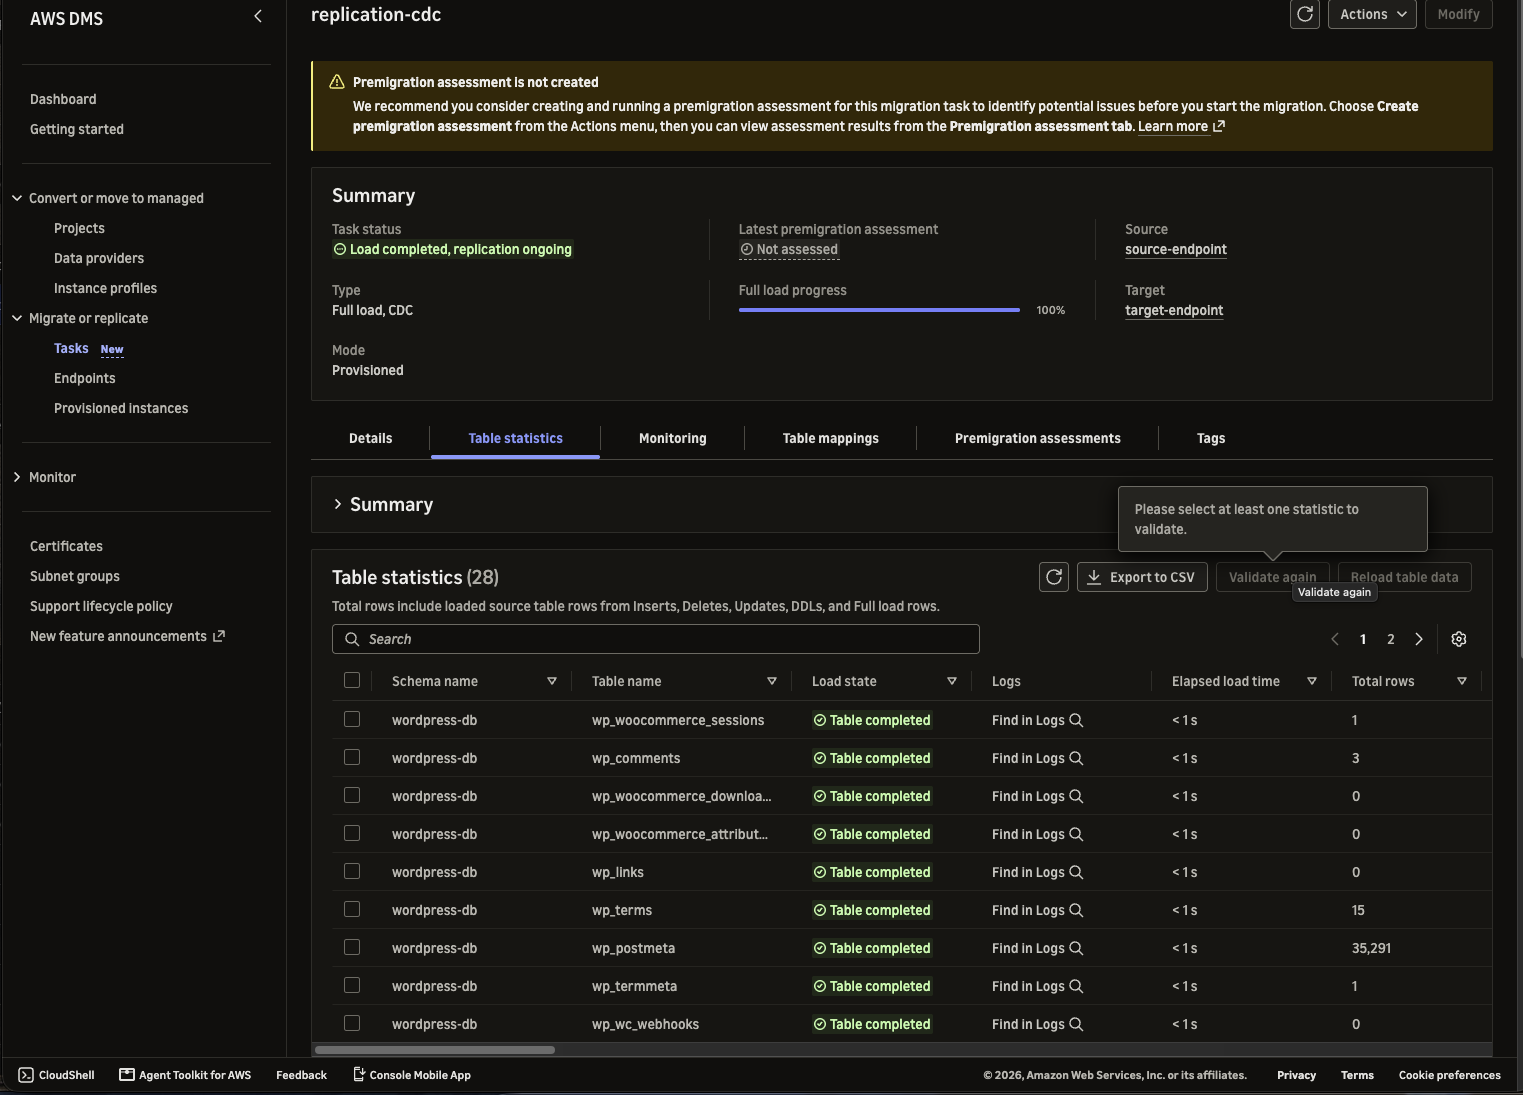 AWS DMS
Dashboard
Getting started
Convert or move to managed
Projects
Data providers
Instance profiles
Migrate or replicate
Tasks New
Endpoints
Provisioned instances
Monitor
Certificates
Subnet groups
Support lifecycle policy
New feature announcements
replication-cdc
Actions
Modify
Premigration assessment is not created
We recommend you consider creating and running a premigration assessment for this migration task to identify potential issues before you start the migration. Choose Create
premigration assessment from the Actions menu, then you can view assessment results from the Premigration assessment tab. Learn more
Summary
Task status
Load completed, replication ongoing
Latest premigration assessment
Not assessed
Source
source-endpoint
Type
Full load, CDC
Full load progress
100%
Target
target-endpoint
Mode
Provisioned
Details Table statistics Monitoring Table mappings Premigration assessments Tags
Summary
Please select at least one statistic to
validate.
Table statistics (28)
Export to CSV
Validate again
Reload table data
Validate again
Total rows include loaded source table rows from Inserts, Deletes, Updates, DDLs, and Full load rows.
Search
1 2
Schema name Table name Load state Logs Elapsed load time Total rows
wordpress-db wp_woocommerce_sessions Table completed Find in Logs < 1 s 1
wordpress-db wp_comments Table completed Find in Logs < 1 s 3
wordpress-db wp_woocommerce_downloa... Table completed Find in Logs < 1 s 0
wordpress-db wp_woocommerce_attribut... Table completed Find in Logs < 1 s 0
wordpress-db wp_links Table completed Find in Logs < 1 s 0
wordpress-db wp_terms Table completed Find in Logs < 1 s 15
wordpress-db wp_postmeta Table completed Find in Logs < 1 s 35,291
wordpress-db wp_termmeta Table completed Find in Logs < 1 s 1
wordpress-db wp_wc_webhooks Table completed Find in Logs < 1 s 0
CloudShell Agent Toolkit for AWS Feedback Console Mobile App © 2026, Amazon Web Services, Inc. or its affiliates. Privacy Terms Cookie preferences